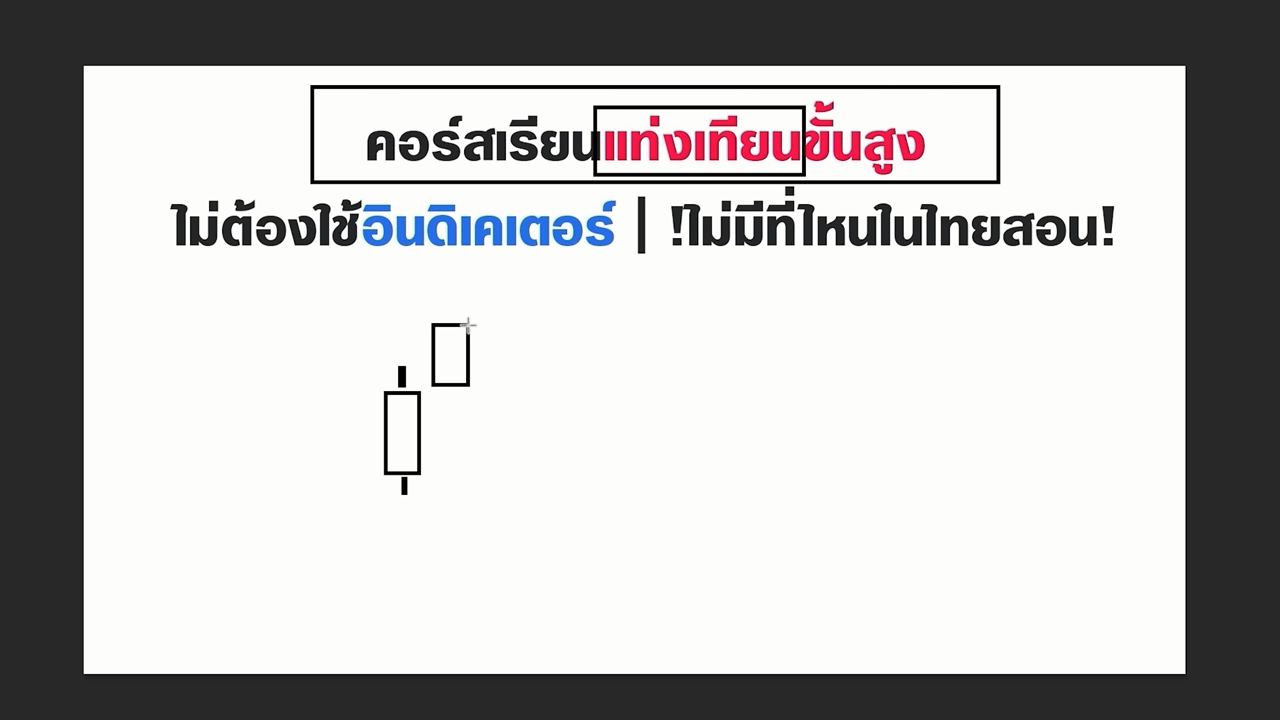 คอร์สเรียนแท่งเทียนขั้นสูง
ไม่ต้องใช้อินดิเคเตอร์ | !ไม่มีที่ไหนในไทยสอน!